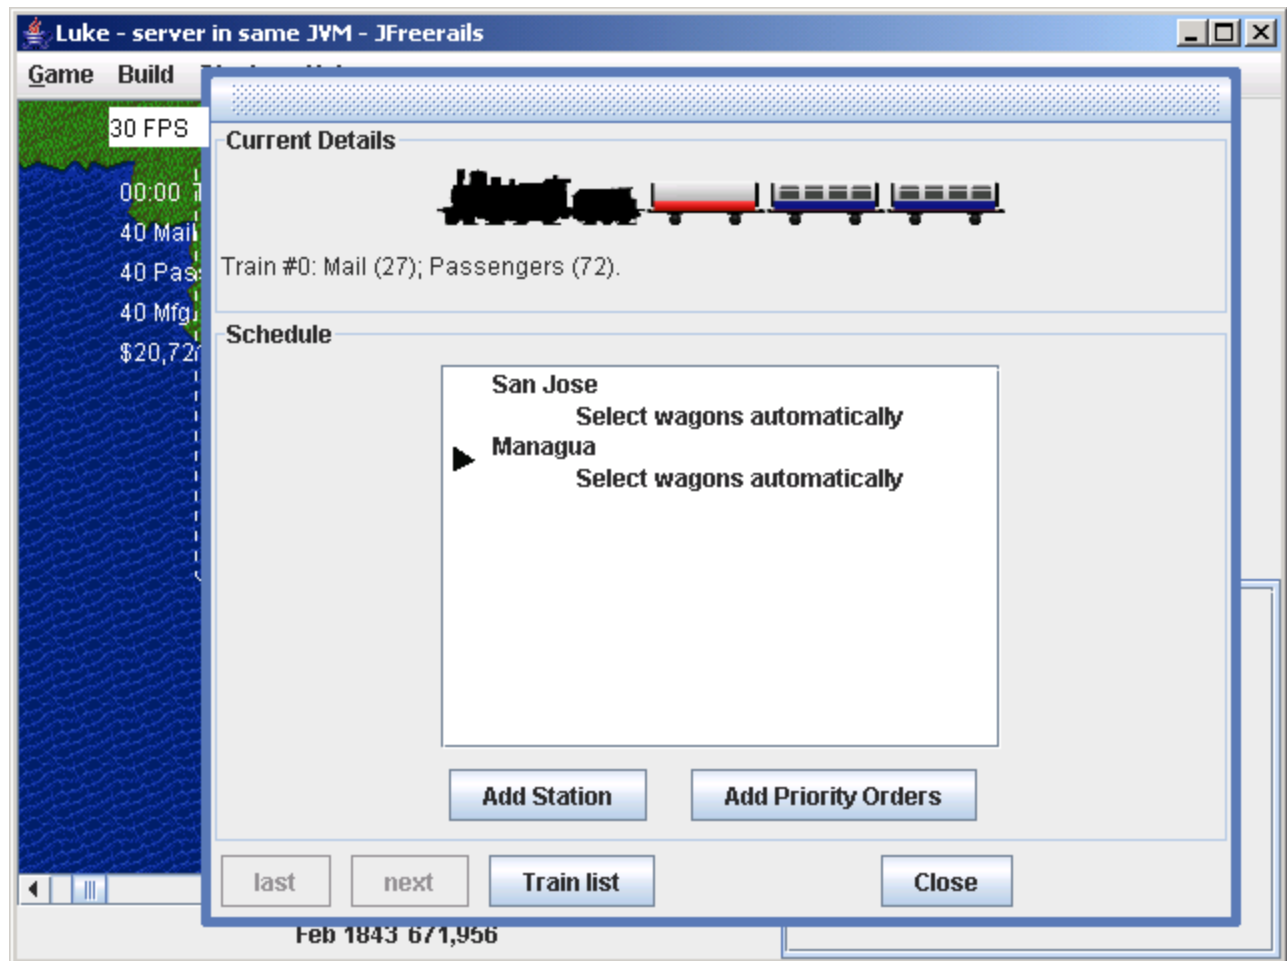 Luke - server in same JVM - JFreerails
Game Build
30 FPS
Current Details
00:00
40 Mail
40 Pas
40 Mfg.
$20,72
Train #0: Mail (27); Passengers (72).
Schedule
San Jose
Select wagons automatically
Managua
Select wagons automatically
Add Station Add Priority Orders
last next Train list Close
Feb 1843 671,956